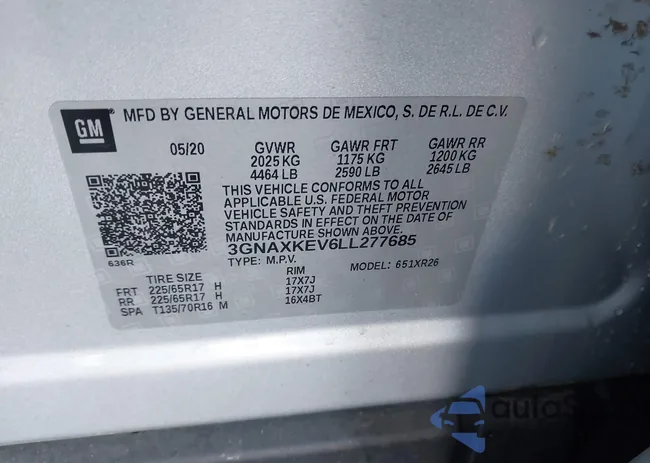 GM
MFD BY GENERAL MOTORS DE MEXICO, S. DE R.L. DE C.V.
05/20 GVWR GAWR FRT GAWR RR
2025 KG 1175 KG 1200 KG
4464 LB 2590 LB 2645 LB
THIS VEHICLE CONFORMS TO ALL
APPLICABLE U.S. FEDERAL MOTOR
VEHICLE SAFETY AND THEFT PREVENTION
STANDARDS IN EFFECT ON THE DATE OF
MANUFACTURE SHOWN ABOVE.
3GNAXKEV6LL277685
636R
TYPE: M.P.V. MODEL: 651XR26
TIRE SIZE RIM
FRT 225/65R17 H 17X7J
RR 225/65R17 H 17X7J
SPA T135/70R16 M 16X4BT